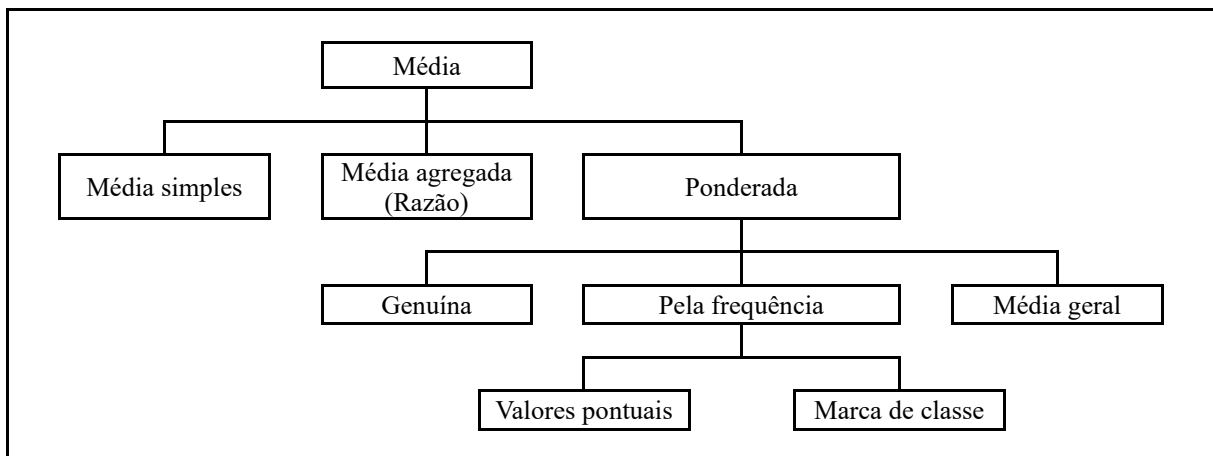 Média
Média simples
Média agregada
(Razão)
Ponderada
Genuína
Pela frequência
Média geral
Valores pontuais
Marca de classe